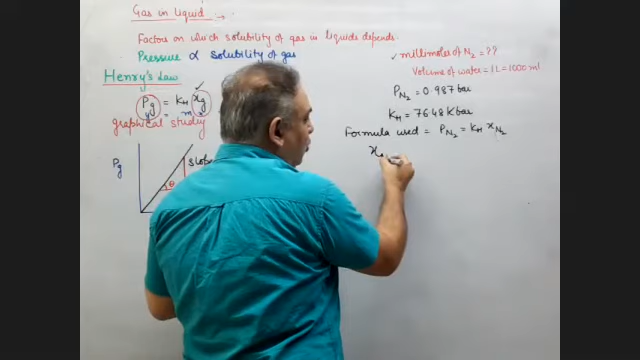 Gas in liquid :-
Factors on which solubility of gas in liquids depends.
Pressure ∝ solubility of gas
Henry's Law
Pg = KH xg
y = m x
graphical study
Pg
θ
slope
✓ millimoles of N2 = ??
Volume of water = 1L = 1000 ml
PN2 = 0.987 bar
KH = 76.48 Kbar
Formula used = PN2 = KH xN2
x